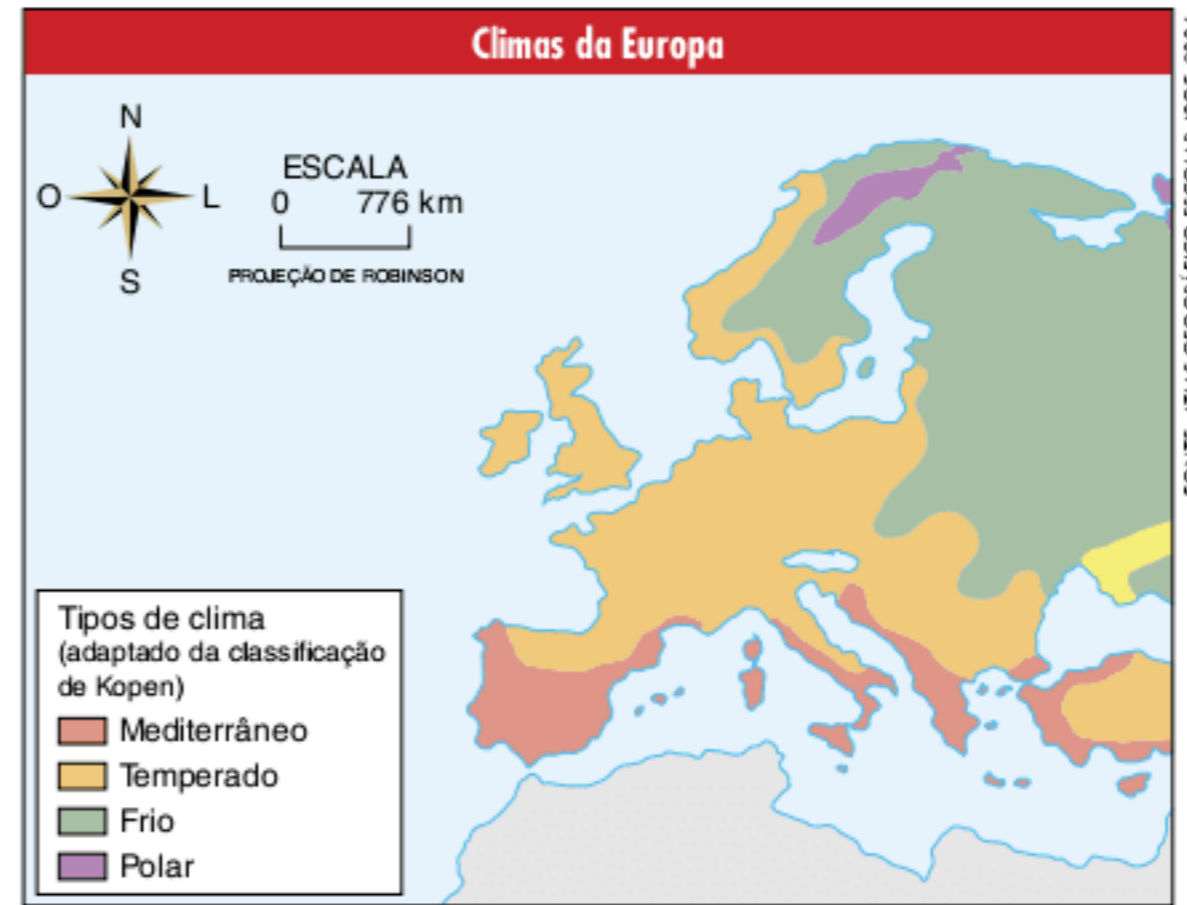 Climas da Europa
N
O
L
S
ESCALA
0 776 km
PROJEÇÃO DE ROBINSON
Tipos de clima
(adaptado da classificação
de Kopen)
Mediterrâneo
Temperado
Frio
Polar